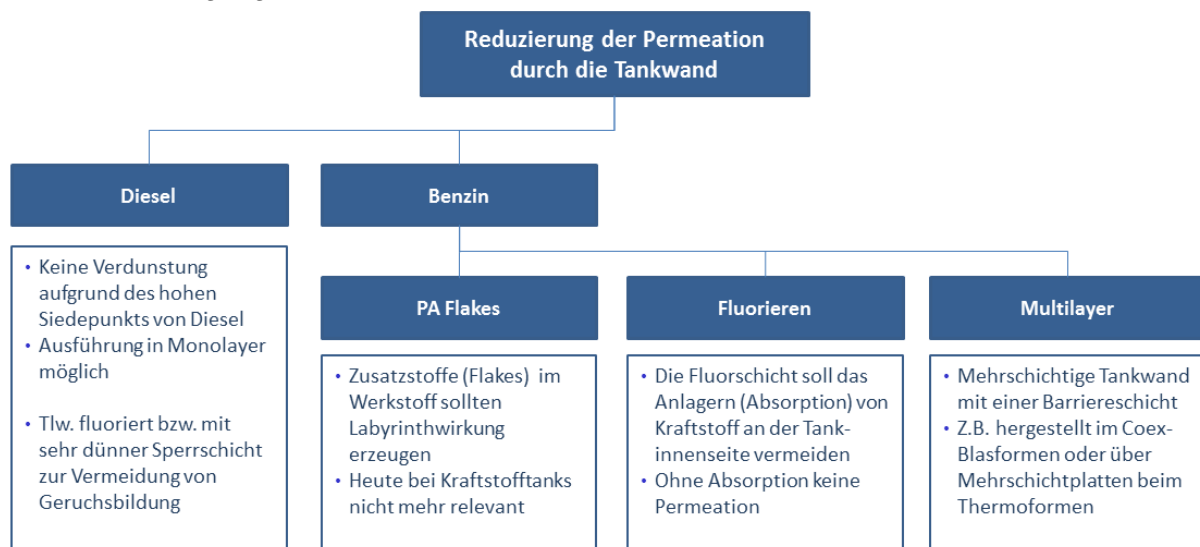 Reduzierung der Permeation
durch die Tankwand
Diesel
Benzin
• Keine Verdunstung
aufgrund des hohen
Siedepunkts von Diesel
• Ausführung in Monolayer
möglich
• Tlw. fluoriert bzw. mit
sehr dünner Sperrschicht
zur Vermeidung von
Geruchsbildung
PA Flakes
• Zusatzstoffe (Flakes) im
Werkstoff sollten
Labyrinthwirkung
erzeugen
• Heute bei Kraftstofftanks
nicht mehr relevant
Fluorieren
• Die Fluorschicht soll das
Anlagern (Absorption) von
Kraftstoff an der Tank-
innenseite vermeiden
• Ohne Absorption keine
Permeation
Multilayer
• Mehrschichtige Tankwand
mit einer Barriereschicht
• Z.B. hergestellt im Coex-
Blasformen oder über
Mehrschichtplatten beim
Thermoformen